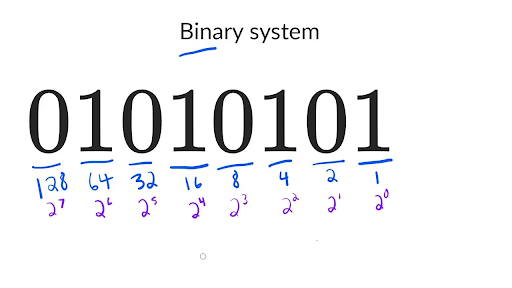 Binary system
01010101
128 64 32 16 8 4 2 1
2⁷ 2⁶ 2⁵ 2⁴ 2³ 2² 2¹ 2⁰